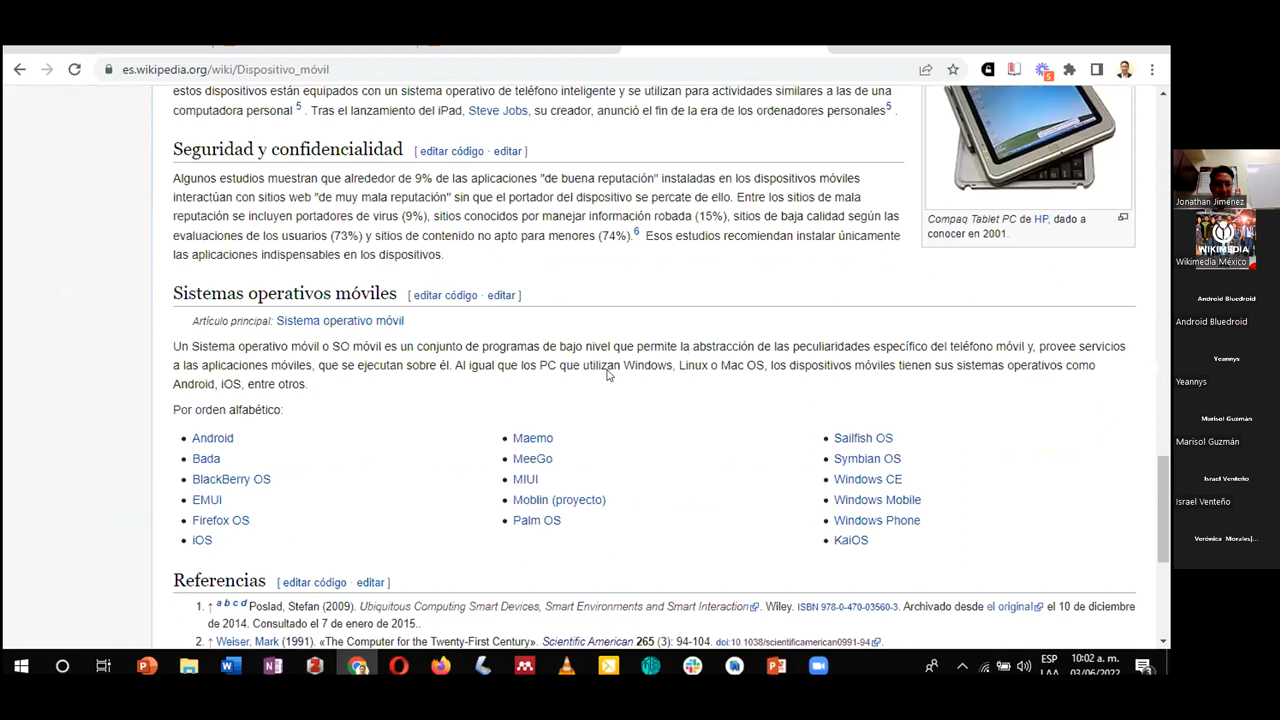 es.wikipedia.org/wiki/Dispositivo_móvil
5
estos dispositivos están equipados con un sistema operativo de teléfono inteligente y se utilizan para actividades similares a las de una
computadora personal 5 . Tras el lanzamiento del iPad, Steve Jobs, su creador, anunció el fin de la era de los ordenadores personales5 .
Seguridad y confidencialidad [ editar código · editar ]
Algunos estudios muestran que alrededor de 9% de las aplicaciones "de buena reputación" instaladas en los dispositivos móviles
interactúan con sitios web "de muy mala reputación" sin que el portador del dispositivo se percate de ello. Entre los sitios de mala
reputación se incluyen portadores de virus (9%), sitios conocidos por manejar información robada (15%), sitios de baja calidad según las
evaluaciones de los usuarios (73%) y sitios de contenido no apto para menores (74%).6 Esos estudios recomiendan instalar únicamente
las aplicaciones indispensables en los dispositivos.
Compaq Tablet PC de HP, dado a
conocer en 2001.
Sistemas operativos móviles [ editar código · editar ]
Artículo principal: Sistema operativo móvil
Un Sistema operativo móvil o SO móvil es un conjunto de programas de bajo nivel que permite la abstracción de las peculiaridades específico del teléfono móvil y, provee servicios
a las aplicaciones móviles, que se ejecutan sobre él. Al igual que los PC que utilizan Windows, Linux o Mac OS, los dispositivos móviles tienen sus sistemas operativos como
Android, iOS, entre otros.
Por orden alfabético:
• Android
• Bada
• BlackBerry OS
• EMUI
• Firefox OS
• iOS
• Maemo
• MeeGo
• MIUI
• Moblin (proyecto)
• Palm OS
• Sailfish OS
• Symbian OS
• Windows CE
• Windows Mobile
• Windows Phone
• KaiOS
Referencias [ editar código · editar ]
1. ↑ a b c d Poslad, Stefan (2009). Ubiquitous Computing Smart Devices, Smart Environments and Smart Interaction. Wiley. ISBN 978-0-470-03560-3. Archivado desde el original el 10 de diciembre
de 2014. Consultado el 7 de enero de 2015..
2. ↑ Weiser, Mark (1991). «The Computer for the Twenty-First Century». Scientific American 265 (3): 94-104. doi:10.1038/scientificamerican0991-94.
Jonathan Jiménez
WIKIMEDIA
Wikimedia México
Android Bluedroid
Android Bluedroid
Yeannys
Yeannys
Marisol Guzmán
Marisol Guzmán
Israel Venteño
Israel Venteño
Verónica Morales|...
ESP
LAA
10:02 a. m.
03/06/2022
3